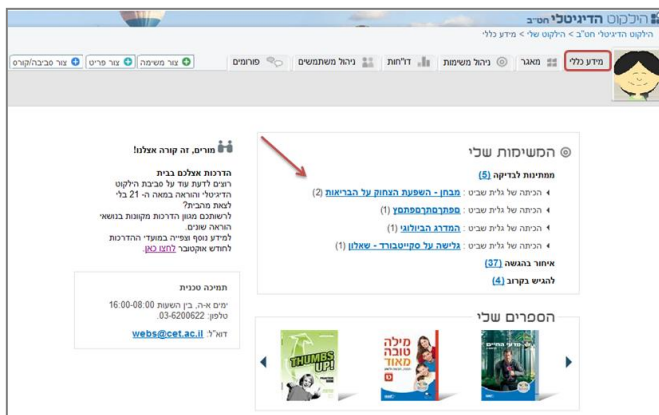 הילקוט הדיגיטלי חט״ב
הילקוט הדיגיטלי חט״ב > הילקוט שלי > מידע כללי
מידע כללי
מאגר
ניהול משימות
דו"חות
ניהול משתמשים
פורומים
צור משימה
צור פריט
צור סביבה/קורס
המשימות שלי
ממתינות לבדיקה (5)
הכיתה של גלית שביט : מבחן - השפעת הצחוק על הבריאות (2)
הכיתה של גלית שביט : םפתךםתךםפתםץ (1)
הכיתה של גלית שביט : המדרג הביולוגי (1)
הכיתה של גלית שביט : גלישה על סקייטבורד - שאלון (1)
איחור בהגשה (37)
להגיש בקרוב (4)
מורים, זה קורה אצלנו!
הדרכות אצלכם בבית
רוצים לדעת עוד על סביבת הילקוט
הדיגיטלי והוראה במאה ה- 21 בלי
לצאת מהבית?
לרשותכם מגוון הדרכות מקוונות בנושאי
הוראה שונים.
למידע נוסף וצפייה במועדי ההדרכות
לחודש אוקטובר לחצו כאן.
תמיכה טכנית
ימים א-ה, בין השעות 16:00-08:00
טלפון: 03-6200622.
דוא"ל: webs@cet.ac.il
הספרים שלי
מדעי החיים
מילה
טובה
מאוד
THUMBS
UP!